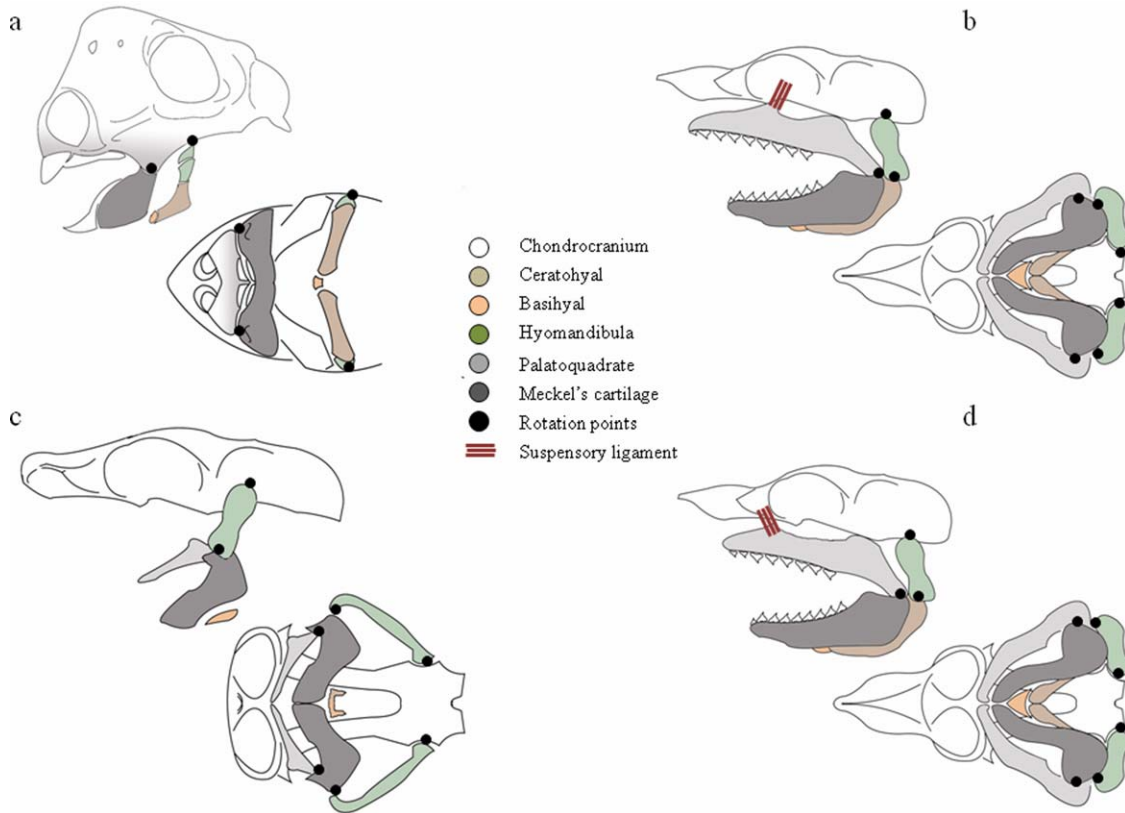 a
b
Chondrocranium
Ceratohyal
Basihyal
Hyomandibula
Palatoquadrate
Meckel's cartilage
Rotation points
Suspensory ligament
c
d